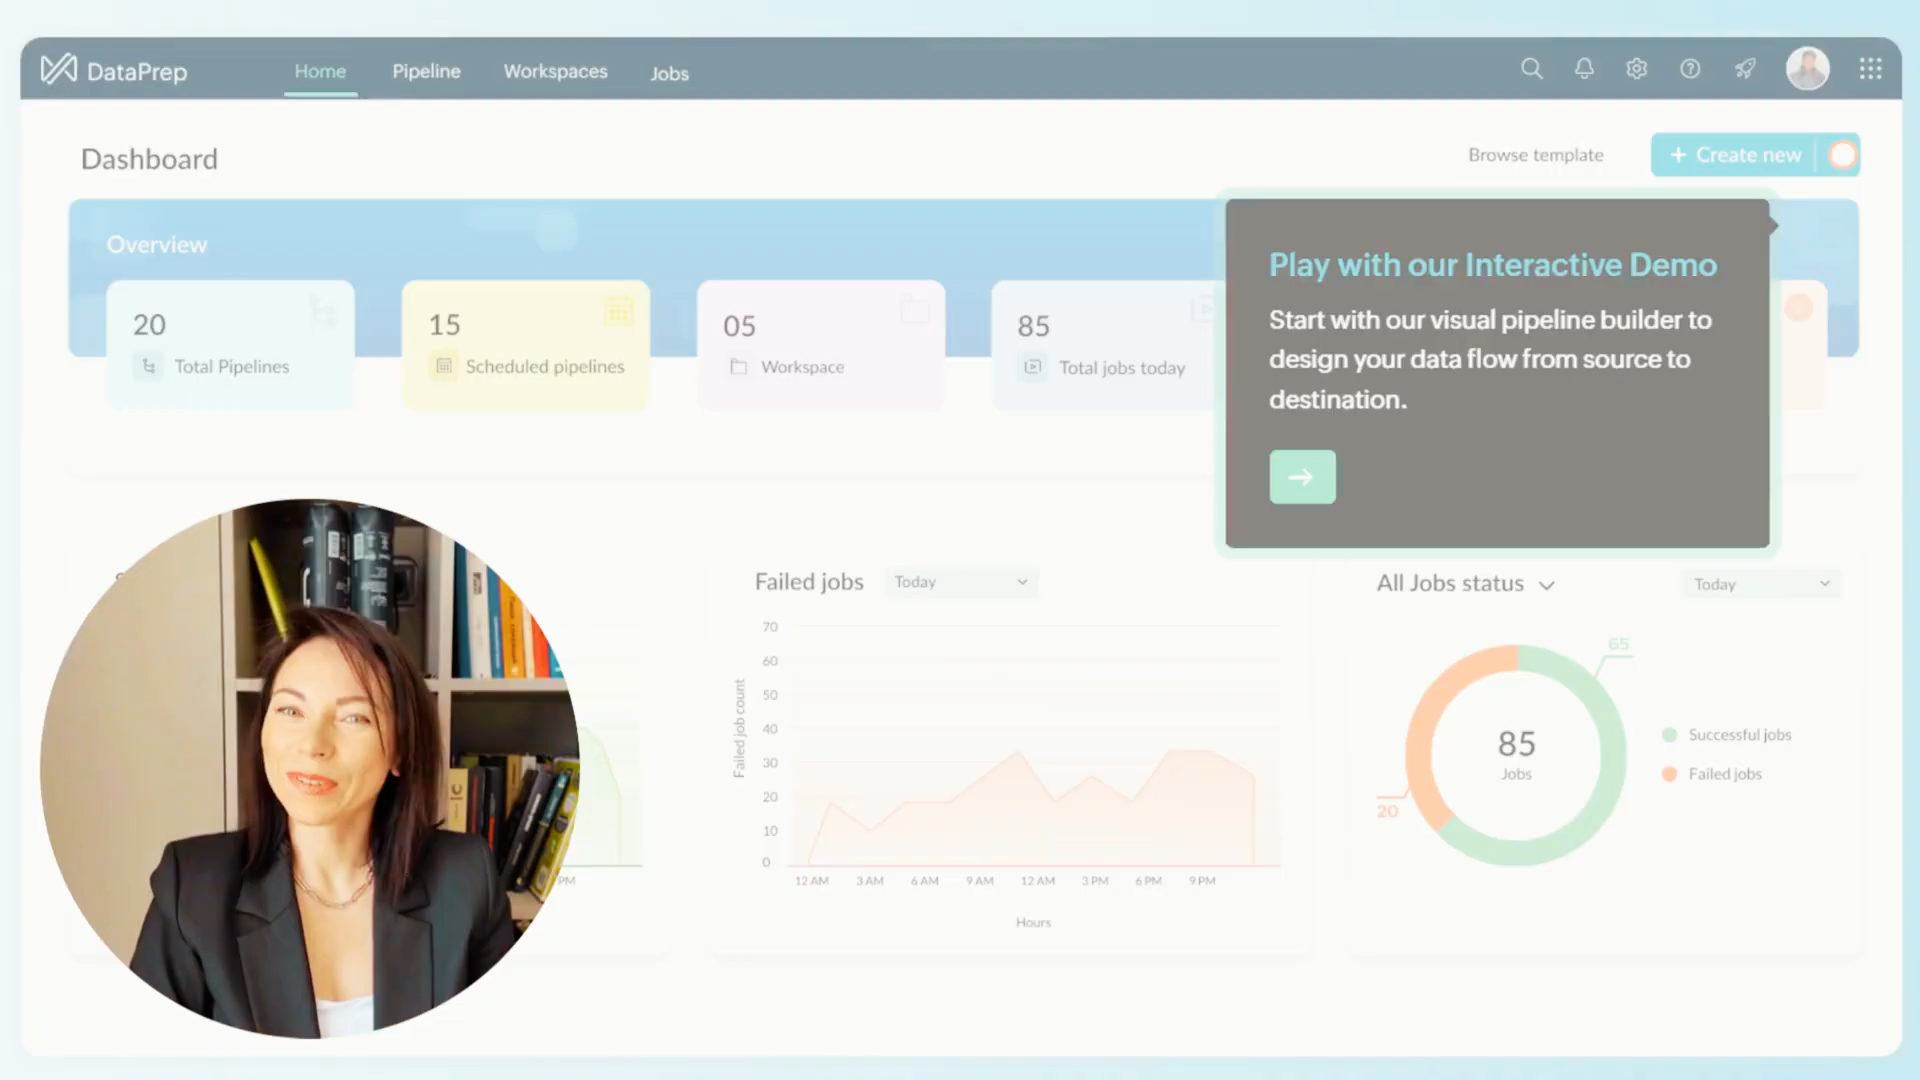 DataPrep
Home
Pipeline
Workspaces
Jobs
Dashboard
Browse template
+ Create new
Overview
20
Total Pipelines
15
Scheduled pipelines
05
Workspace
85
Total jobs today
Play with our Interactive Demo
Start with our visual pipeline builder to
design your data flow from source to
destination.
PM
Failed jobs
Today
Failed job count
70
60
50
40
30
20
10
0
12 AM
3 AM
6 AM
9 AM
12 AM
3 PM
6 PM
9 PM
Hours
All Jobs status
Today
65
85
Jobs
20
Successful jobs
Failed jobs